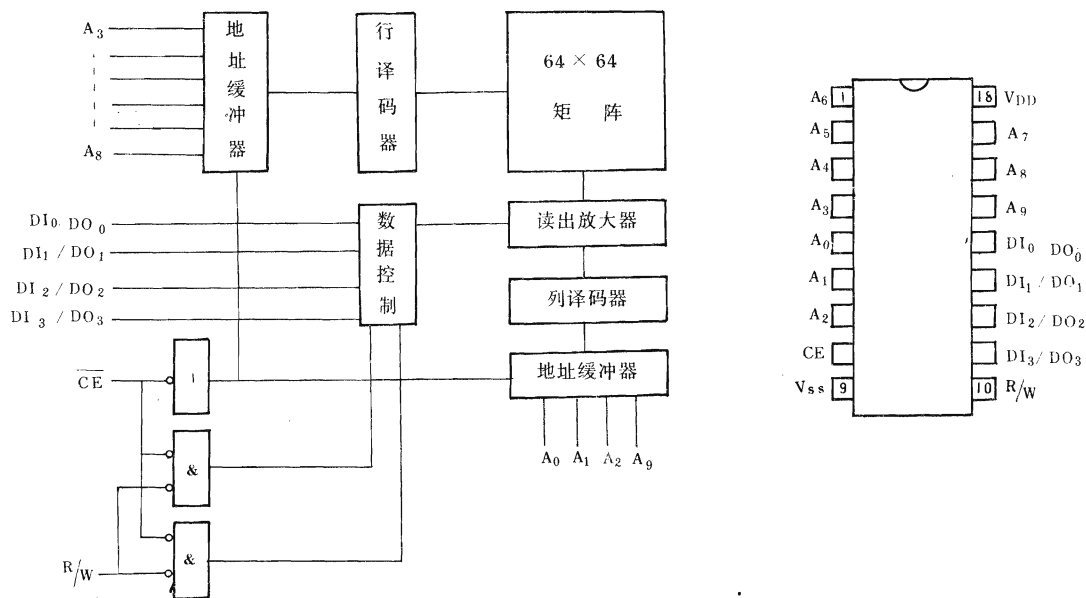 A3
A8
地址缓冲器
行译码器
64 × 64
矩 阵
DI0 DO0
DI1 / DO1
DI2 / DO2
DI3 / DO3
数据控制
读出放大器
列译码器
地址缓冲器
A0 A1 A2 A9
CE
1
&
&
R/W
A6 1
A5
A4
A3
A0
A1
A2
CE
Vss 9
18 VDD
A7
A8
A9
DI0 DO0
DI1 / DO1
DI2 / DO2
DI3 / DO3
10 R/W